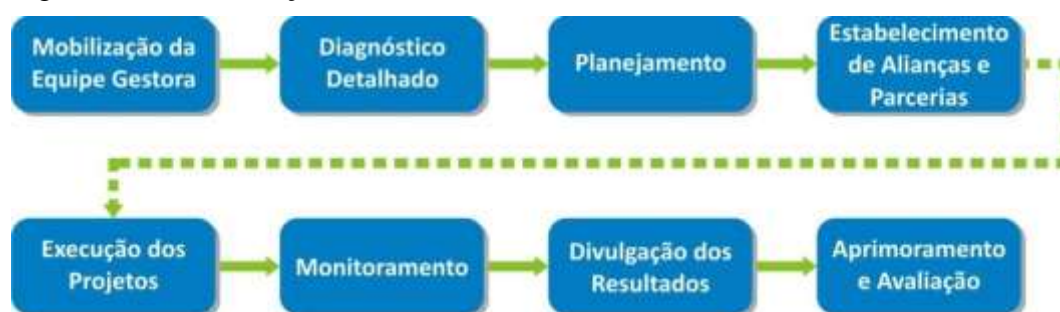 Mobilização da
Equipe Gestora
Diagnóstico
Detalhado
Planejamento
Estabelecimento
de Alianças e
Parcerias
Execução dos
Projetos
Monitoramento
Divulgação dos
Resultados
Aprimoramento
e Avaliação